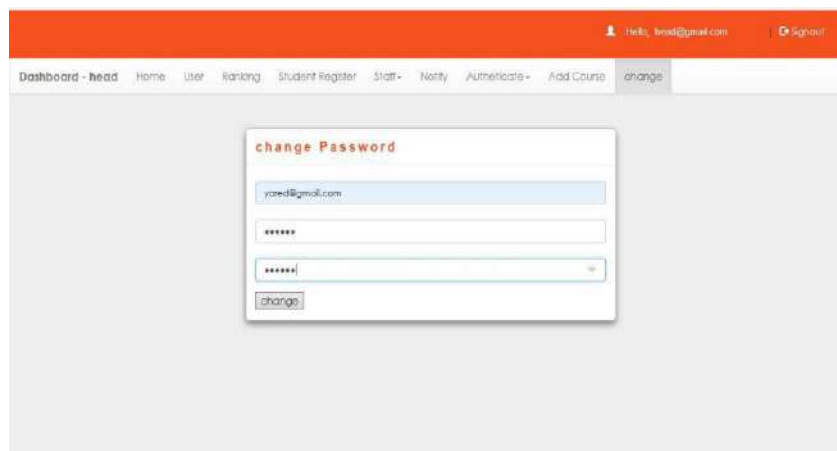 Hello, head@gmail.com | Signout
Dashboard - head Home User Ranking Student Register Staff Notify Autheticate Add Course change
change Password
yared@gmail.com
••••••
••••••
change